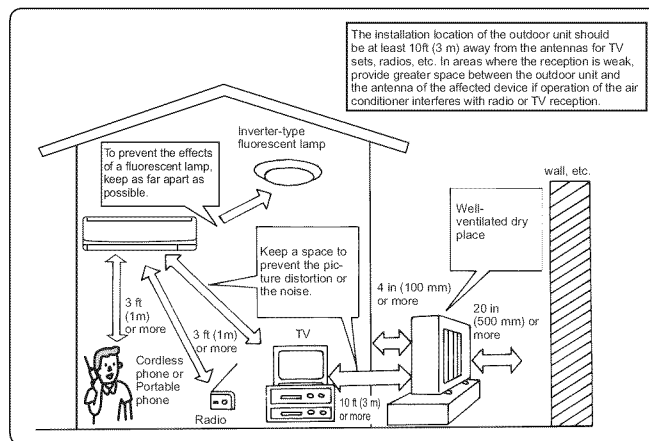 The installation location of the outdoor unit should
be at least 10ft (3 m) away from the antennas for TV
sets, radios, etc. In areas where the reception is weak,
provide greater space between the outdoor unit and
the antenna of the affected device if operation of the air
conditioner interferes with radio or TV reception.
Inverter-type
fluorescent lamp
To prevent the effects
of a fluorescent lamp,
keep as far apart as
possible.
wall, etc.
Well-
ventilated dry
place
Keep a space to
prevent the pic-
ture distortion or
the noise.
4 in (100 mm)
or more
20 in
(500 mm) or
more
3 ft
(1m)
or more
3 ft (1m)
or more
TV
Cordless
phone or
Portable
phone
Radio
10 ft (3 m)
or more